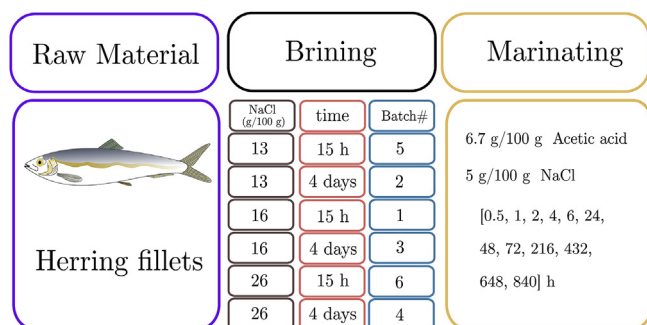 Raw Material
Brining
Marinating
NaCl
(g/100 g)
time
Batch#
13
15 h
5
13
4 days
2
16
15 h
1
16
4 days
3
26
15 h
6
26
4 days
4
Herring fillets
6.7 g/100 g Acetic acid
5 g/100 g NaCl
[0.5, 1, 2, 4, 6, 24,
48, 72, 216, 432,
648, 840] h